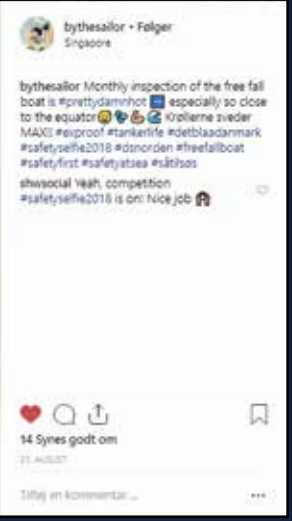 bythesailor • Følger
Singapore
bythesailor Monthly inspection of the free fall
boat is #prettydamnhot ➡️ especially so close
to the equator Krøllerne sveder
MAX!! #exproof #tankerlife #detblaadanmark
#safetyselfie2018 #dsnorden #freefallboat
#safetyfirst #safetyatsea #såtilsøs
shwsocial Yeah, competition
#safetyselfie2018 is on! Nice job
14 Synes godt om
21. AUGUST
Tilføj en kommentar ...